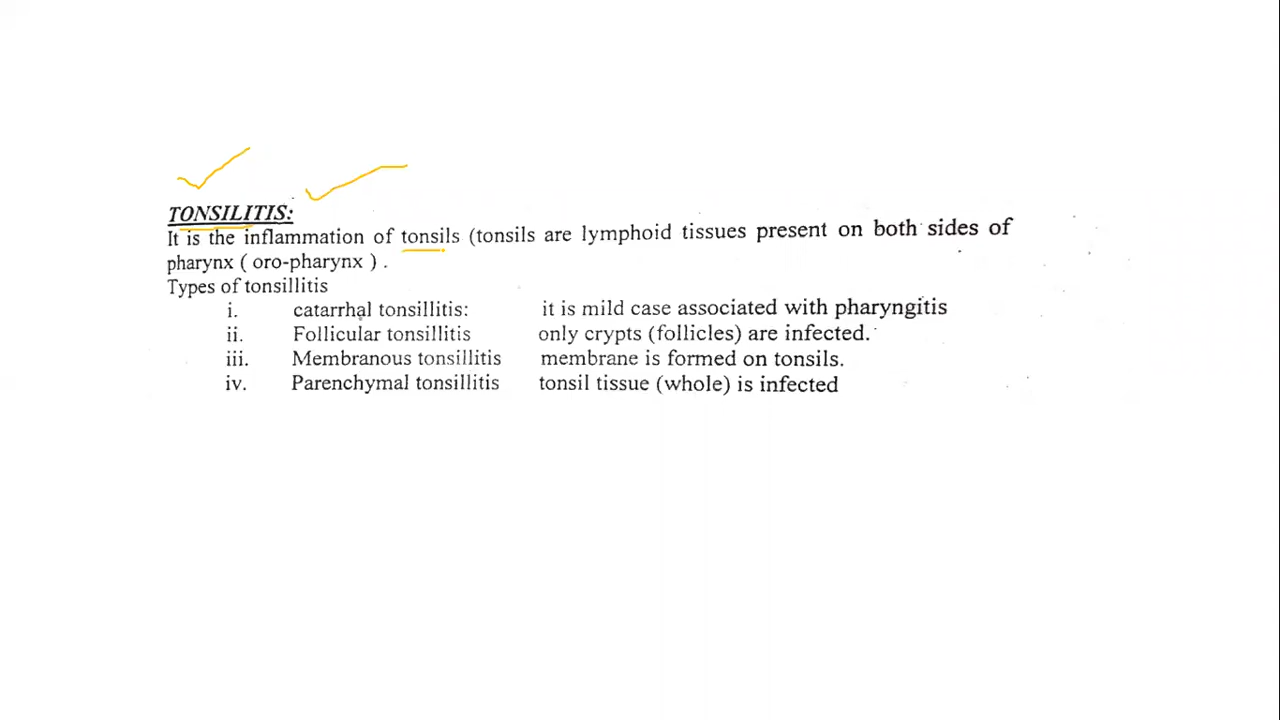 TONSILITIS:
It is the inflammation of tonsils (tonsils are lymphoid tissues present on both sides of
pharynx ( oro-pharynx ) .
Types of tonsillitis
i. catarrhal tonsillitis: it is mild case associated with pharyngitis
ii. Follicular tonsillitis only crypts (follicles) are infected.
iii. Membranous tonsillitis membrane is formed on tonsils.
iv. Parenchymal tonsillitis tonsil tissue (whole) is infected